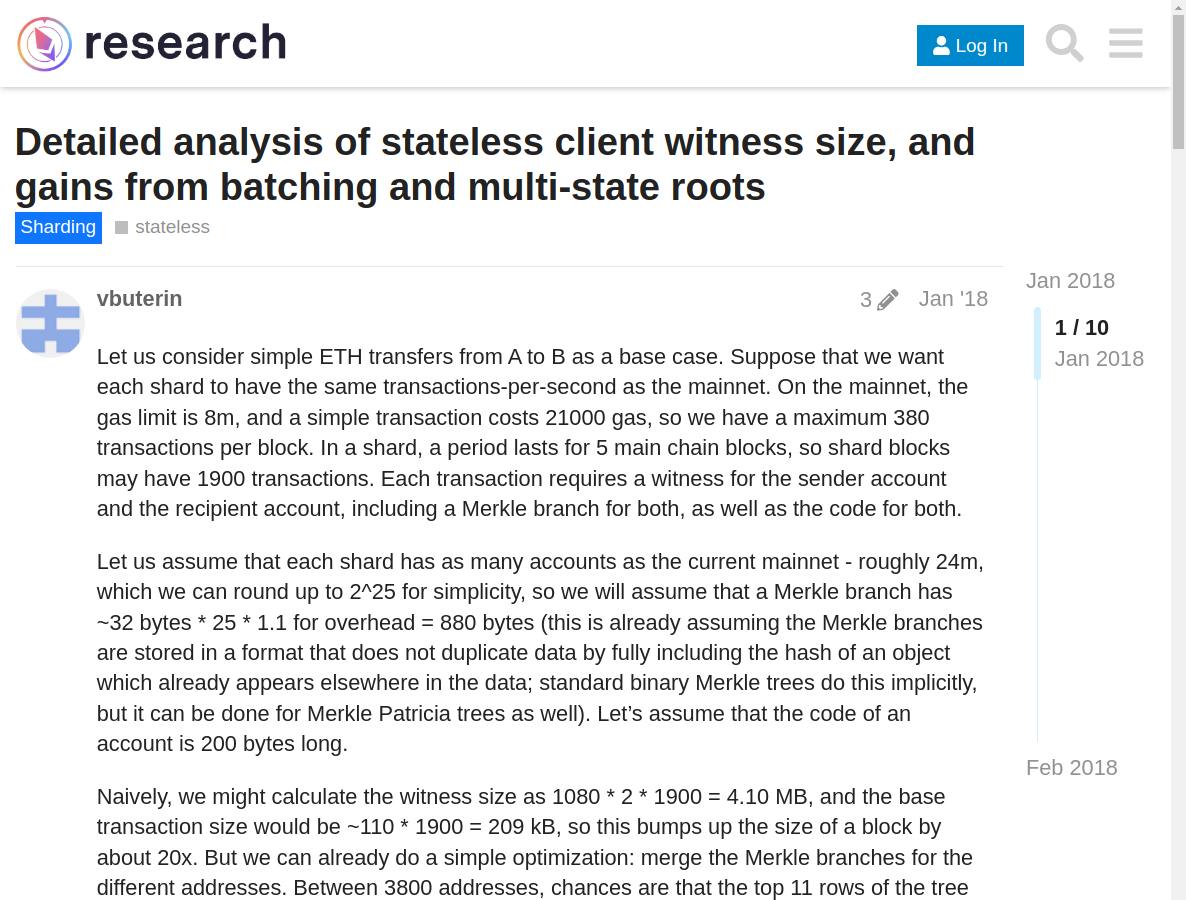 research
Log In
Detailed analysis of stateless client witness size, and
gains from batching and multi-state roots
Sharding stateless
Jan 2018
vbuterin
3 Jan '18
1 / 10
Jan 2018
Let us consider simple ETH transfers from A to B as a base case. Suppose that we want
each shard to have the same transactions-per-second as the mainnet. On the mainnet, the
gas limit is 8m, and a simple transaction costs 21000 gas, so we have a maximum 380
transactions per block. In a shard, a period lasts for 5 main chain blocks, so shard blocks
may have 1900 transactions. Each transaction requires a witness for the sender account
and the recipient account, including a Merkle branch for both, as well as the code for both.
Let us assume that each shard has as many accounts as the current mainnet - roughly 24m,
which we can round up to 2^25 for simplicity, so we will assume that a Merkle branch has
~32 bytes * 25 * 1.1 for overhead = 880 bytes (this is already assuming the Merkle branches
are stored in a format that does not duplicate data by fully including the hash of an object
which already appears elsewhere in the data; standard binary Merkle trees do this implicitly,
but it can be done for Merkle Patricia trees as well). Let’s assume that the code of an
account is 200 bytes long.
Feb 2018
Naively, we might calculate the witness size as 1080 * 2 * 1900 = 4.10 MB, and the base
transaction size would be ~110 * 1900 = 209 kB, so this bumps up the size of a block by
about 20x. But we can already do a simple optimization: merge the Merkle branches for the
different addresses. Between 3800 addresses, chances are that the top 11 rows of the tree